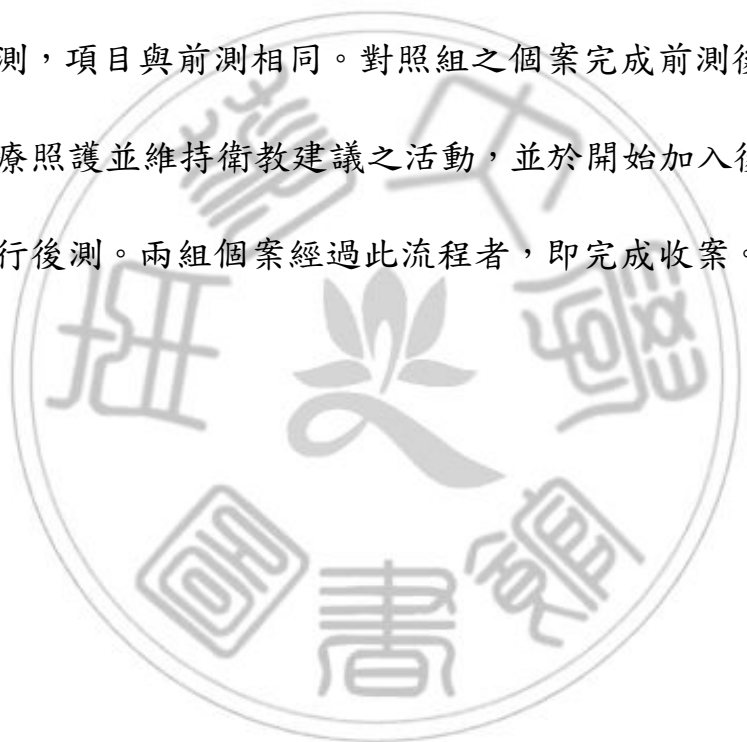 測，項目與前測相同。對照組之個案完成前測後
療照護並維持衛教建議之活動，並於開始加入後
行後測。兩組個案經過此流程者，即完成收案。
書